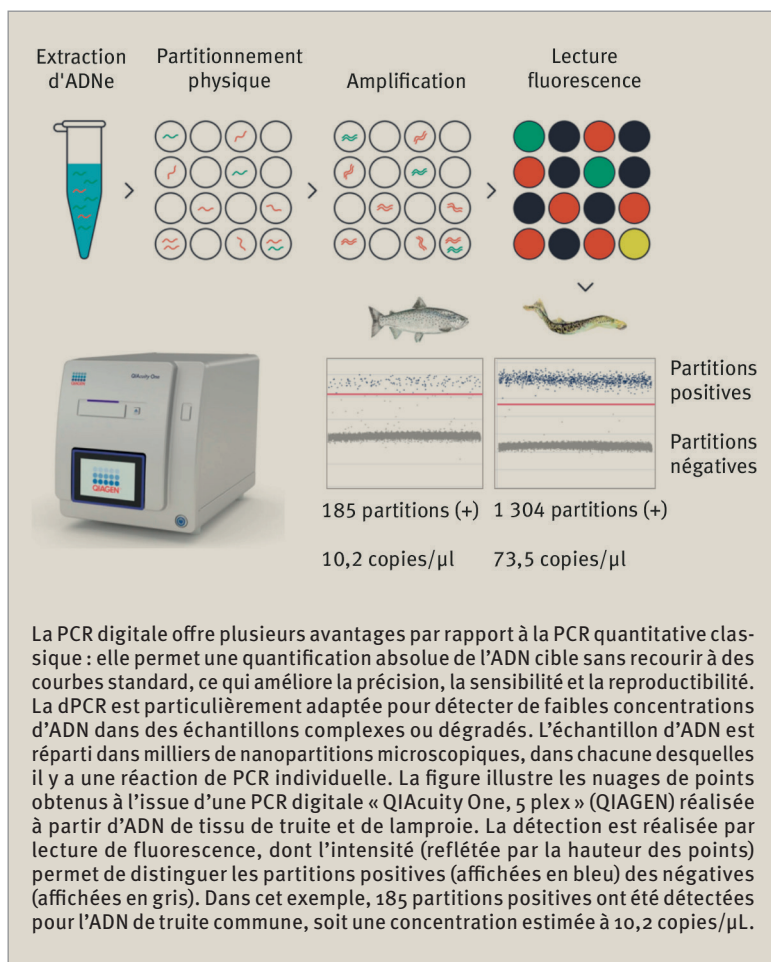 Extraction
d'ADNe
Partitionnement
physique
Amplification
Lecture
fluorescence
QIAGEN
QIAcuity One
QIAGEN
Partitions
positives
Partitions
négatives
185 partitions (+)
1 304 partitions (+)
10,2 copies/µl
73,5 copies/µl
La PCR digitale offre plusieurs avantages par rapport à la PCR quantitative clas-
sique : elle permet une quantification absolue de l'ADN cible sans recourir à des
courbes standard, ce qui améliore la précision, la sensibilité et la reproductibilité.
La dPCR est particulièrement adaptée pour détecter de faibles concentrations
d'ADN dans des échantillons complexes ou dégradés. L'échantillon d'ADN est
réparti dans milliers de nanopartitions microscopiques, dans chacune desquelles
il y a une réaction de PCR individuelle. La figure illustre les nuages de points
obtenus à l'issue d'une PCR digitale « QIAcuity One, 5 plex » (QIAGEN) réalisée
à partir d'ADN de tissu de truite et de lamproie. La détection est réalisée par
lecture de fluorescence, dont l'intensité (reflétée par la hauteur des points)
permet de distinguer les partitions positives (affichées en bleu) des négatives
(affichées en gris). Dans cet exemple, 185 partitions positives ont été détectées
pour l'ADN de truite commune, soit une concentration estimée à 10,2 copies/µL.